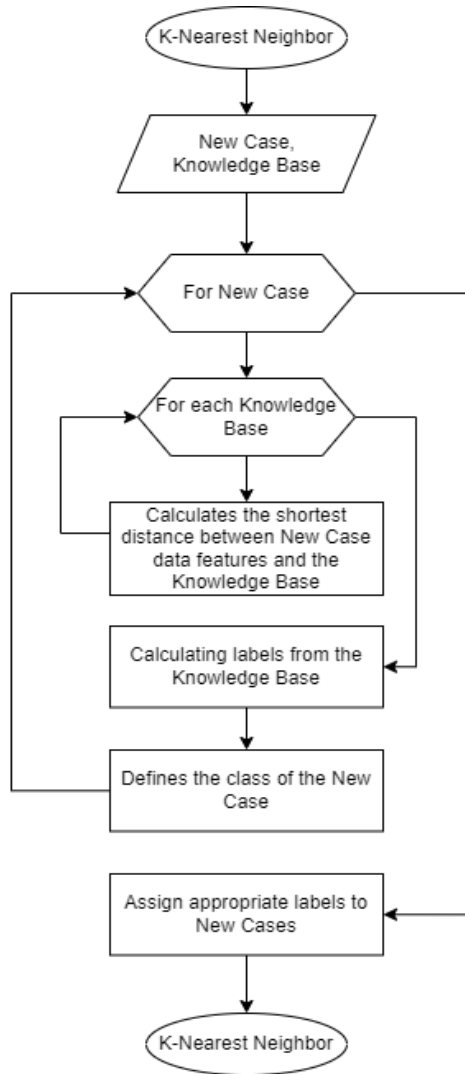 K-Nearest Neighbor
New Case,
Knowledge Base
For New Case
For each Knowledge
Base
Calculates the shortest
distance between New Case
data features and the
Knowledge Base
Calculating labels from the
Knowledge Base
Defines the class of the New
Case
Assign appropriate labels to
New Cases
K-Nearest Neighbor